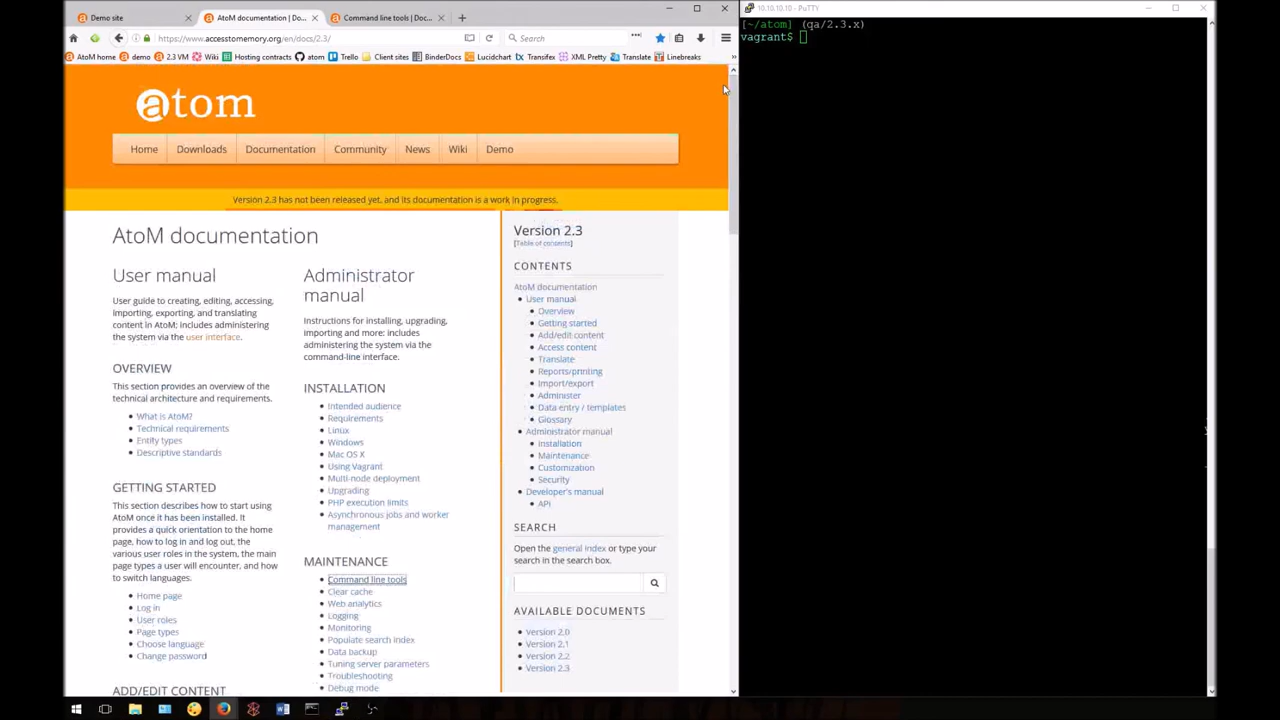 Demo site
AtoM documentation | Do...
Command line tools | Doc...
https://www.accesstomemory.org/en/docs/2.3/
Search
AtoM home
demo
2.3 VM
Wiki
Hosting contracts
atom
Trello
Client sites
BinderDocs
Lucidchart
Transifex
XML Pretty
Translate
Linebreaks
atom
Home
Downloads
Documentation
Community
News
Wiki
Demo
Version 2.3 has not been released yet, and its documentation is a work in progress.
AtoM documentation
User manual
User guide to creating, editing, accessing,
importing, exporting, and translating
content in AtoM; includes administering
the system via the user interface.
OVERVIEW
This section provides an overview of the
technical architecture and requirements.
What is AtoM?
Technical requirements
Entity types
Descriptive standards
GETTING STARTED
This section describes how to start using
AtoM once it has been installed. It
provides a quick orientation to the home
page, how to log in and log out, the
various user roles in the system, the main
page types a user will encounter, and how
to switch languages.
Home page
Log in
User roles
Page types
Choose language
Change password
ADD/EDIT CONTENT
Administrator
manual
Instructions for installing, upgrading,
importing and more: includes
administering the system via the
command-line interface.
INSTALLATION
Intended audience
Requirements
Linux
Windows
Mac OS X
Using Vagrant
Multi-node deployment
Upgrading
PHP execution limits
Asynchronous jobs and worker
management
MAINTENANCE
Command line tools
Clear cache
Web analytics
Logging
Monitoring
Populate search index
Data backup
Tuning server parameters
Troubleshooting
Debug mode
Version 2.3
[Table of contents]
CONTENTS
AtoM documentation
User manual
Overview
Getting started
Add/edit content
Access content
Translate
Reports/printing
Import/export
Administer
Data entry / templates
Glossary
Administrator manual
Installation
Maintenance
Customization
Security
Developer's manual
API
SEARCH
Open the general index or type your
search in the search box.
AVAILABLE DOCUMENTS
Version 2.0
Version 2.1
Version 2.2
Version 2.3
10.10.10.10 - PuTTY
[~/atom] (qa/2.3.x)
vagrant$